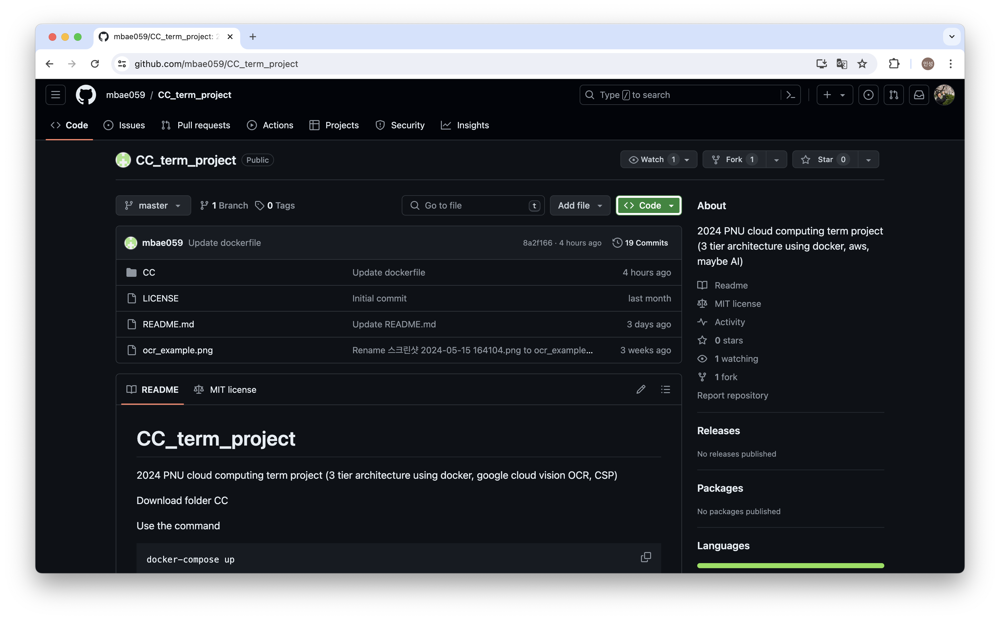 mbae059/CC_term_project: 2
github.com/mbae059/CC_term_project
인성
mbae059 / CC_term_project
Type / to search
Code Issues Pull requests Actions Projects Security Insights
CC_term_project Public
Watch 1 Fork 1 Star 0
master 1 Branch 0 Tags Go to file t Add file Code
mbae059 Update dockerfile 8a2f166 · 4 hours ago 19 Commits
CC Update dockerfile 4 hours ago
LICENSE Initial commit last month
README.md Update README.md 3 days ago
ocr_example.png Rename 스크린샷 2024-05-15 164104.png to ocr_example... 3 weeks ago
README MIT license
CC_term_project
2024 PNU cloud computing term project (3 tier architecture using docker, google cloud vision OCR, CSP)
Download folder CC
Use the command
docker-compose up
About
2024 PNU cloud computing term project
(3 tier architecture using docker, aws,
maybe AI)
Readme
MIT license
Activity
0 stars
1 watching
1 fork
Report repository
Releases
No releases published
Packages
No packages published
Languages